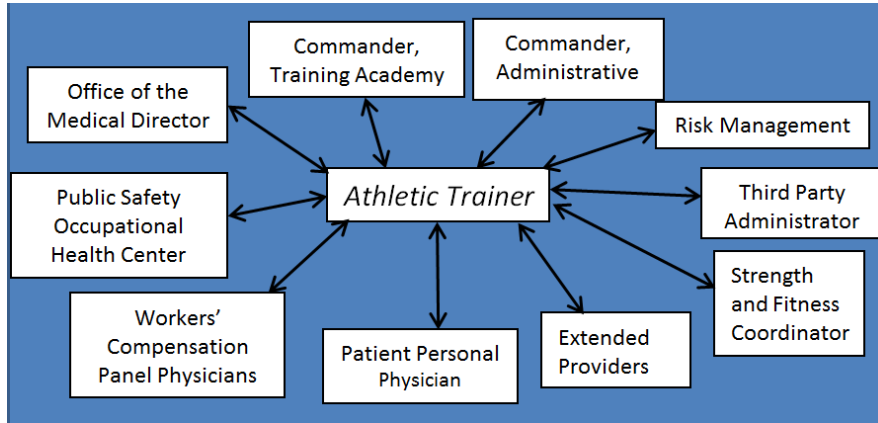 Commander,
Training Academy
Commander,
Administrative
Office of the
Medical Director
Risk Management
Athletic Trainer
Public Safety
Occupational
Health Center
Third Party
Administrator
Strength
and Fitness
Coordinator
Workers’
Compensation
Panel Physicians
Patient Personal
Physician
Extended
Providers